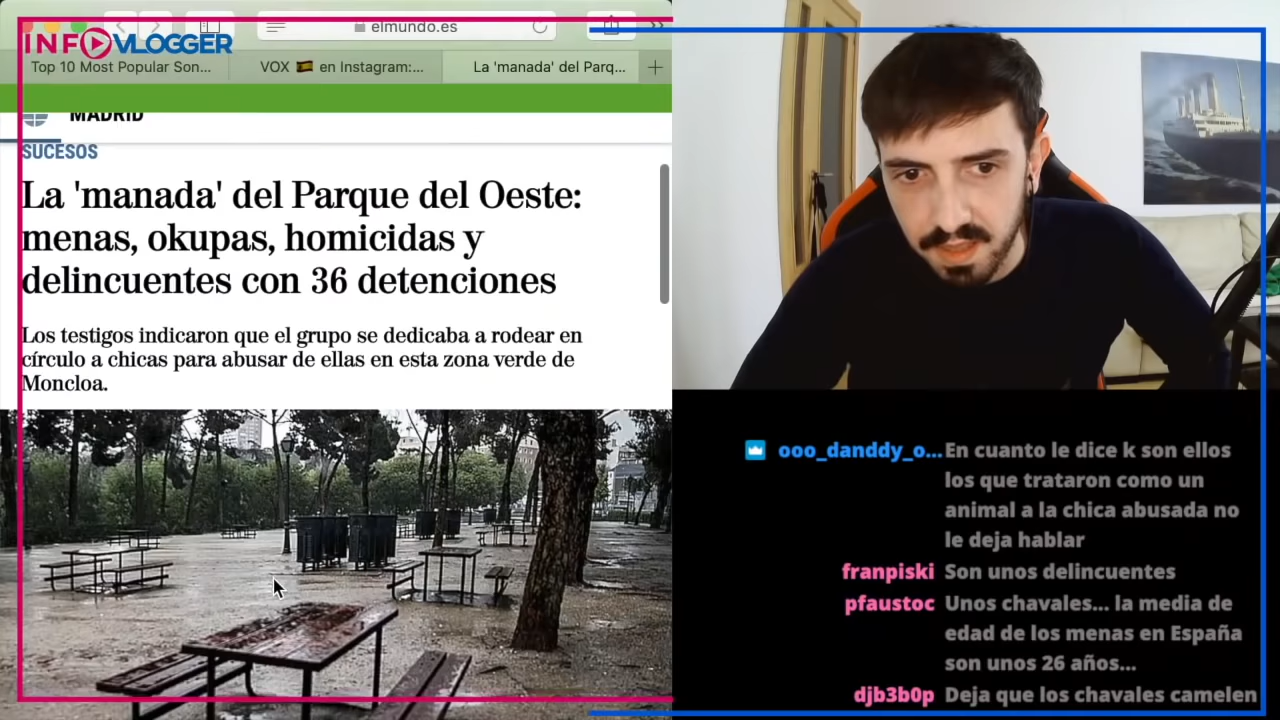 elmundo.es
INFOVLOGGER
Top 10 Most Popular Son...
VOX 🇪🇸 en Instagram:...
La 'manada' del Parq...
MADRID
SUCESOS
La 'manada' del Parque del Oeste:
menas, okupas, homicidas y
delincuentes con 36 detenciones
Los testigos indicaron que el grupo se dedicaba a rodear en
círculo a chicas para abusar de ellas en esta zona verde de
Moncloa.
ooo_danddy_o... En cuanto le dice k son ellos
los que trataron como un
animal a la chica abusada no
le deja hablar
franpiski Son unos delincuentes
pfaustoc Unos chavales... la media de
edad de los menas en España
son unos 26 años...
djb3b0p Deja que los chavales camelen